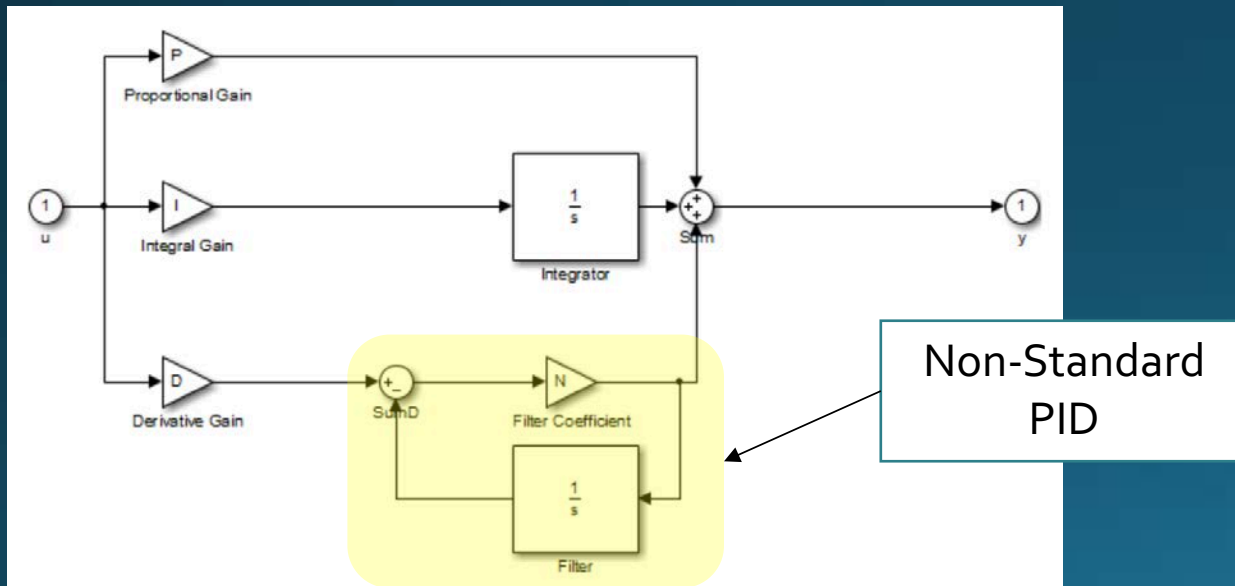 P
Proportional Gain
1
u
I
Integral Gain
1
s
Integrator
+
+
+
Sum
1
y
D
Derivative Gain
+
−
SumD
N
Filter Coefficient
1
s
Filter
Non-Standard
PID